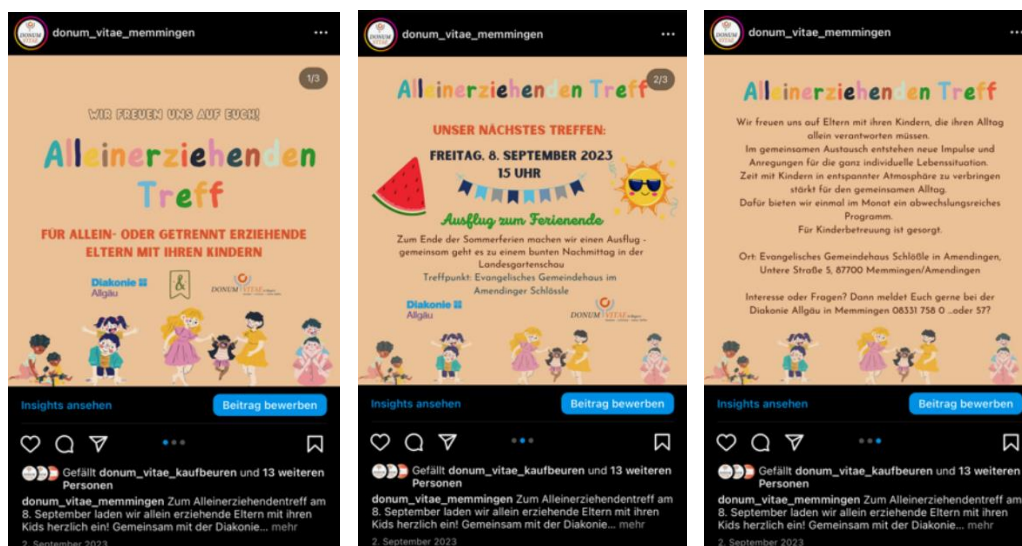 donum_vitae_memmingen
1/3
WIR FREUEN UNS AUF EUCH!
Alleinerziehenden
Treff
FÜR ALLEIN- ODER GETRENNT ERZIEHENDE
ELTERN MIT IHREN KINDERN
Diakonie
Allgäu
&
DONUM VITAE
Insights ansehen
Beitrag bewerben
Gefällt donum_vitae_kaufbeuren und 13 weiteren
Personen
donum_vitae_memmingen Zum Alleinerziehendentreff am
8. September laden wir allein erziehende Eltern mit ihren
Kids herzlich ein! Gemeinsam mit der Diakonie... mehr
2. September 2023
donum_vitae_memmingen
2/3
Alleinerziehenden Treff
UNSER NÄCHSTES TREFFEN:
FREITAG, 8. SEPTEMBER 2023
15 UHR
Ausflug zum Ferienende
Zum Ende der Sommerferien machen wir einen Ausflug -
gemeinsam geht es zu einem bunten Nachmittag in der
Landesgartenschau
Treffpunkt: Evangelisches Gemeindehaus im
Amendinger Schlössle
Diakonie
Allgäu
DONUM VITAE
Insights ansehen
Beitrag bewerben
Gefällt donum_vitae_kaufbeuren und 13 weiteren
Personen
donum_vitae_memmingen Zum Alleinerziehendentreff am
8. September laden wir allein erziehende Eltern mit ihren
Kids herzlich ein! Gemeinsam mit der Diakonie... mehr
2. September 2023
donum_vitae_memmingen
Alleinerziehenden Treff
Wir freuen uns auf Eltern mit ihren Kindern, die ihren Alltag
allein verantworten müssen.
Im gemeinsamen Austausch entstehen neue Impulse und
Anregungen für die ganz individuelle Lebenssituation.
Zeit mit Kindern in entspannter Atmosphäre zu verbringen
stärkt für den gemeinsamen Alltag.
Dafür bieten wir einmal im Monat ein abwechslungsreiches
Programm.
Für Kinderbetreuung ist gesorgt.
Ort: Evangelisches Gemeindehaus Schlößle in Amendingen,
Untere Straße 5, 87700 Memmingen/Amendingen
Interesse oder Fragen? Dann meldet Euch gerne bei der
Diakonie Allgäu in Memmingen 08331 758 0 ..oder 57?
Insights ansehen
Beitrag bewerben
Gefällt donum_vitae_kaufbeuren und 13 weiteren
Personen
donum_vitae_memmingen Zum Alleinerziehendentreff am
8. September laden wir allein erziehende Eltern mit ihren
Kids herzlich ein! Gemeinsam mit der Diakonie... mehr
2. September 2023